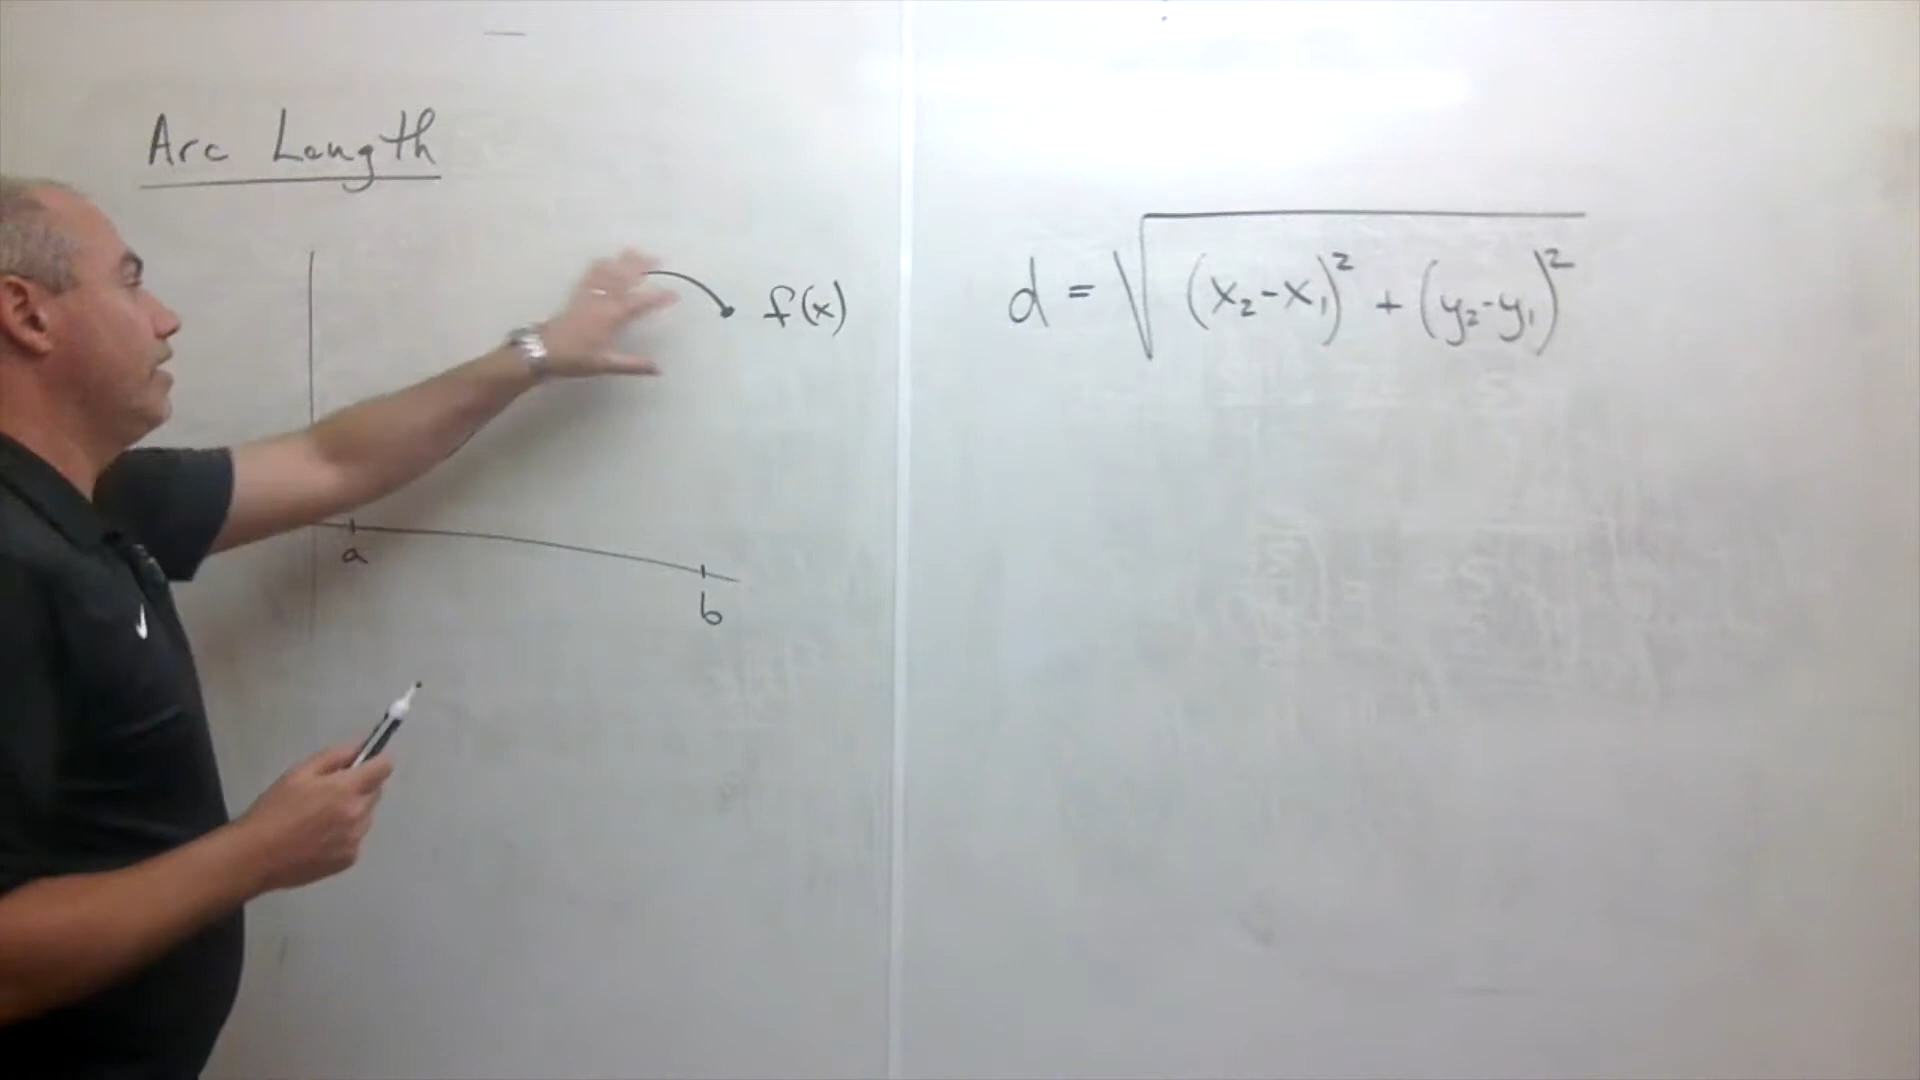 Arc Length
f(x)
a
b
d = √(x₂-x₁)² + (y₂-y₁)²